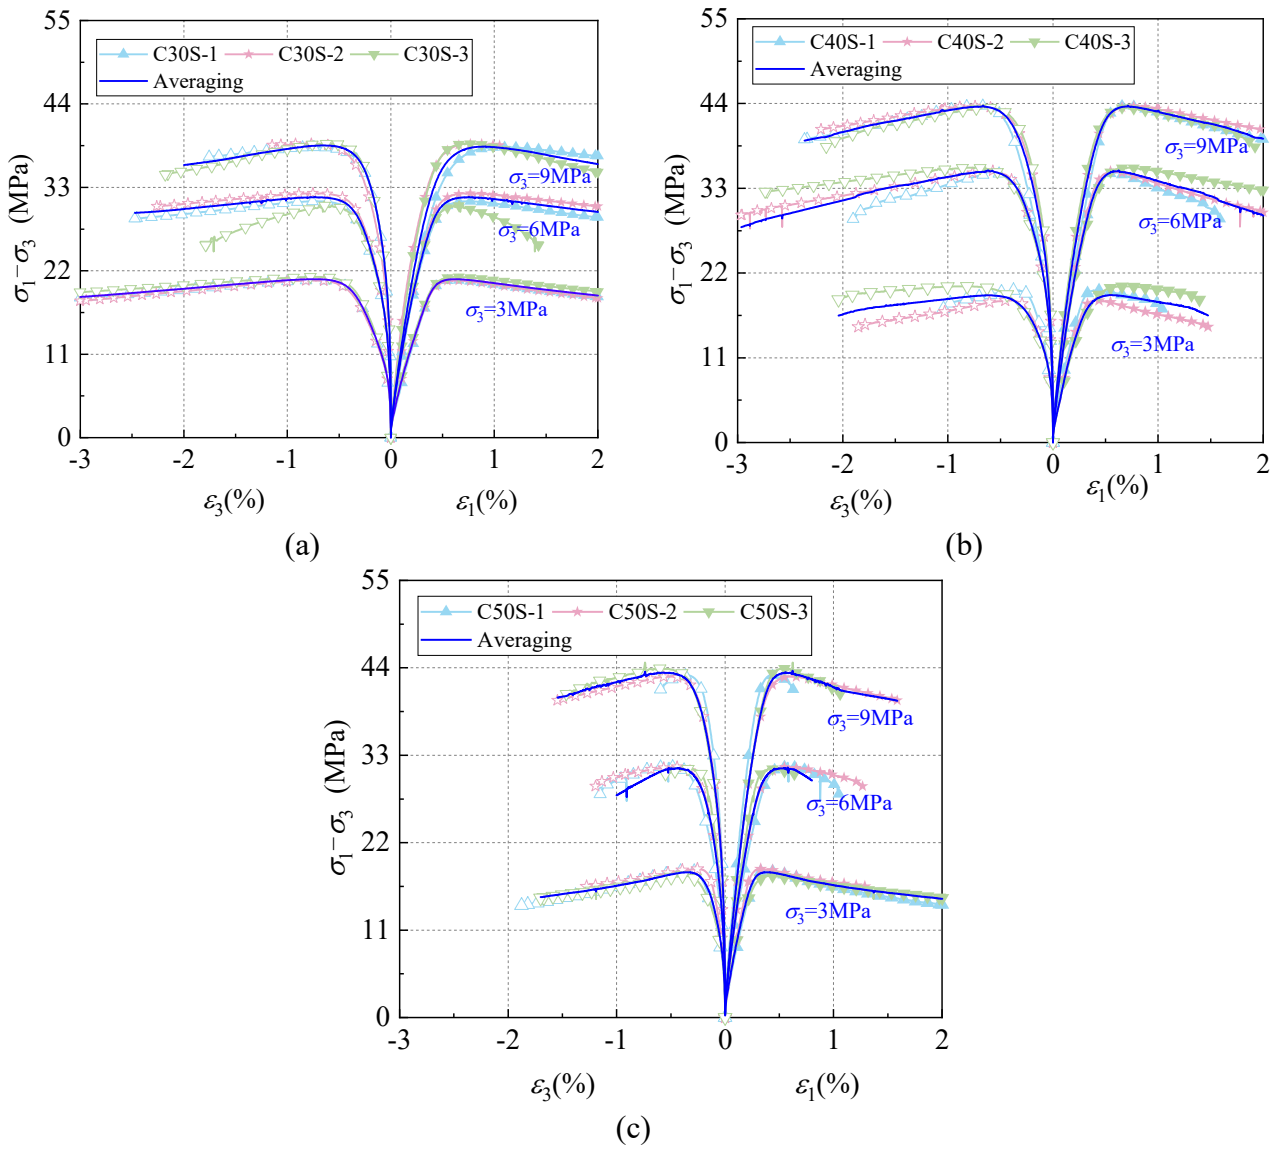 55
44
33
22
11
0
σ₁−σ₃ (MPa)
C30S-1 C30S-2 C30S-3
Averaging
σ₃=9MPa
σ₃=6MPa
σ₃=3MPa
-3 -2 -1 0 1 2
ε₃(%) ε₁(%)
(a)
55
44
33
22
11
0
σ₁−σ₃ (MPa)
C40S-1 C40S-2 C40S-3
Averaging
σ₃=9MPa
σ₃=6MPa
σ₃=3MPa
-3 -2 -1 0 1 2
ε₃(%) ε₁(%)
(b)
55
44
33
22
11
0
σ₁−σ₃ (MPa)
C50S-1 C50S-2 C50S-3
Averaging
σ₃=9MPa
σ₃=6MPa
σ₃=3MPa
-3 -2 -1 0 1 2
ε₃(%) ε₁(%)
(c)